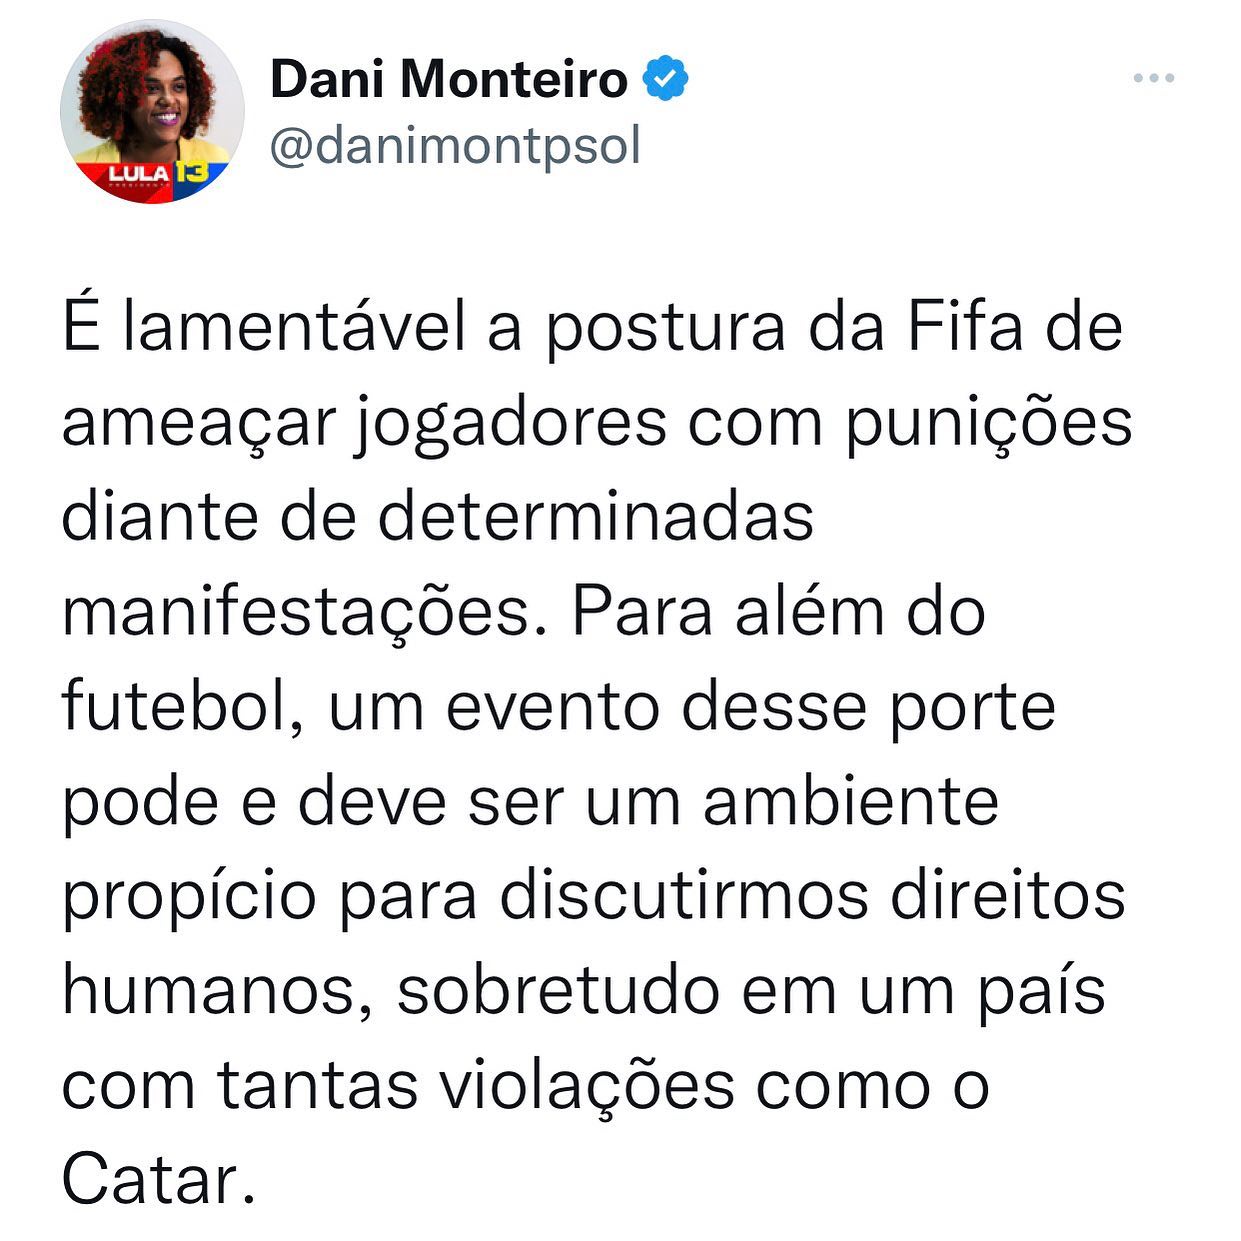 Dani Monteiro
@danimontpsol
LULA 13
PRESIDENTE
É lamentável a postura da Fifa de
ameaçar jogadores com punições
diante de determinadas
manifestações. Para além do
futebol, um evento desse porte
pode e deve ser um ambiente
propício para discutirmos direitos
humanos, sobretudo em um país
com tantas violações como o
Catar.